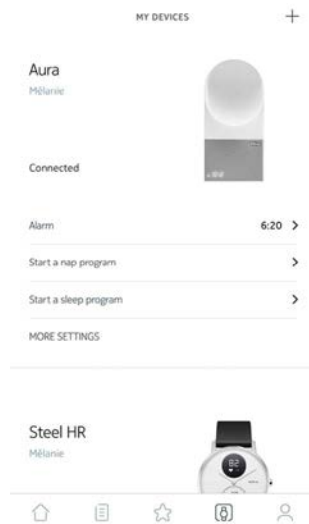 MY DEVICES
Aura
Mélanie
Connected
Alarm 6:20
Start a nap program
Start a sleep program
MORE SETTINGS
Steel HR
Mélanie
82